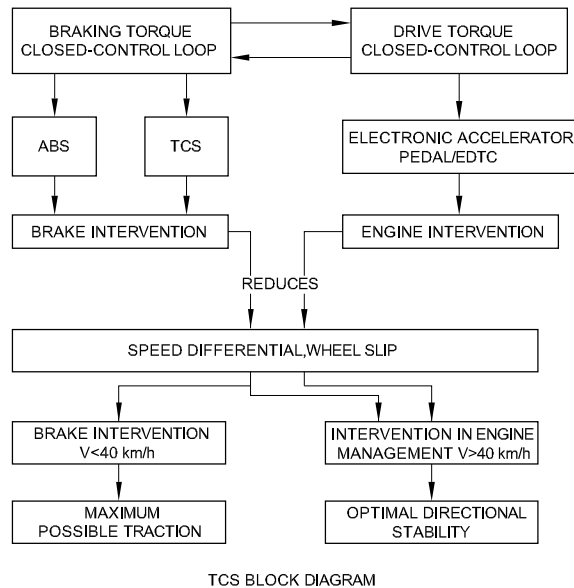 BRAKING TORQUE
CLOSED-CONTROL LOOP
DRIVE TORQUE
CLOSED-CONTROL LOOP
ABS
TCS
ELECTRONIC ACCELERATOR
PEDAL/EDTC
BRAKE INTERVENTION
ENGINE INTERVENTION
REDUCES
SPEED DIFFERENTIAL,WHEEL SLIP
BRAKE INTERVENTION
V<40 km/h
INTERVENTION IN ENGINE
MANAGEMENT V>40 km/h
MAXIMUM
POSSIBLE TRACTION
OPTIMAL DIRECTIONAL
STABILITY
TCS BLOCK DIAGRAM